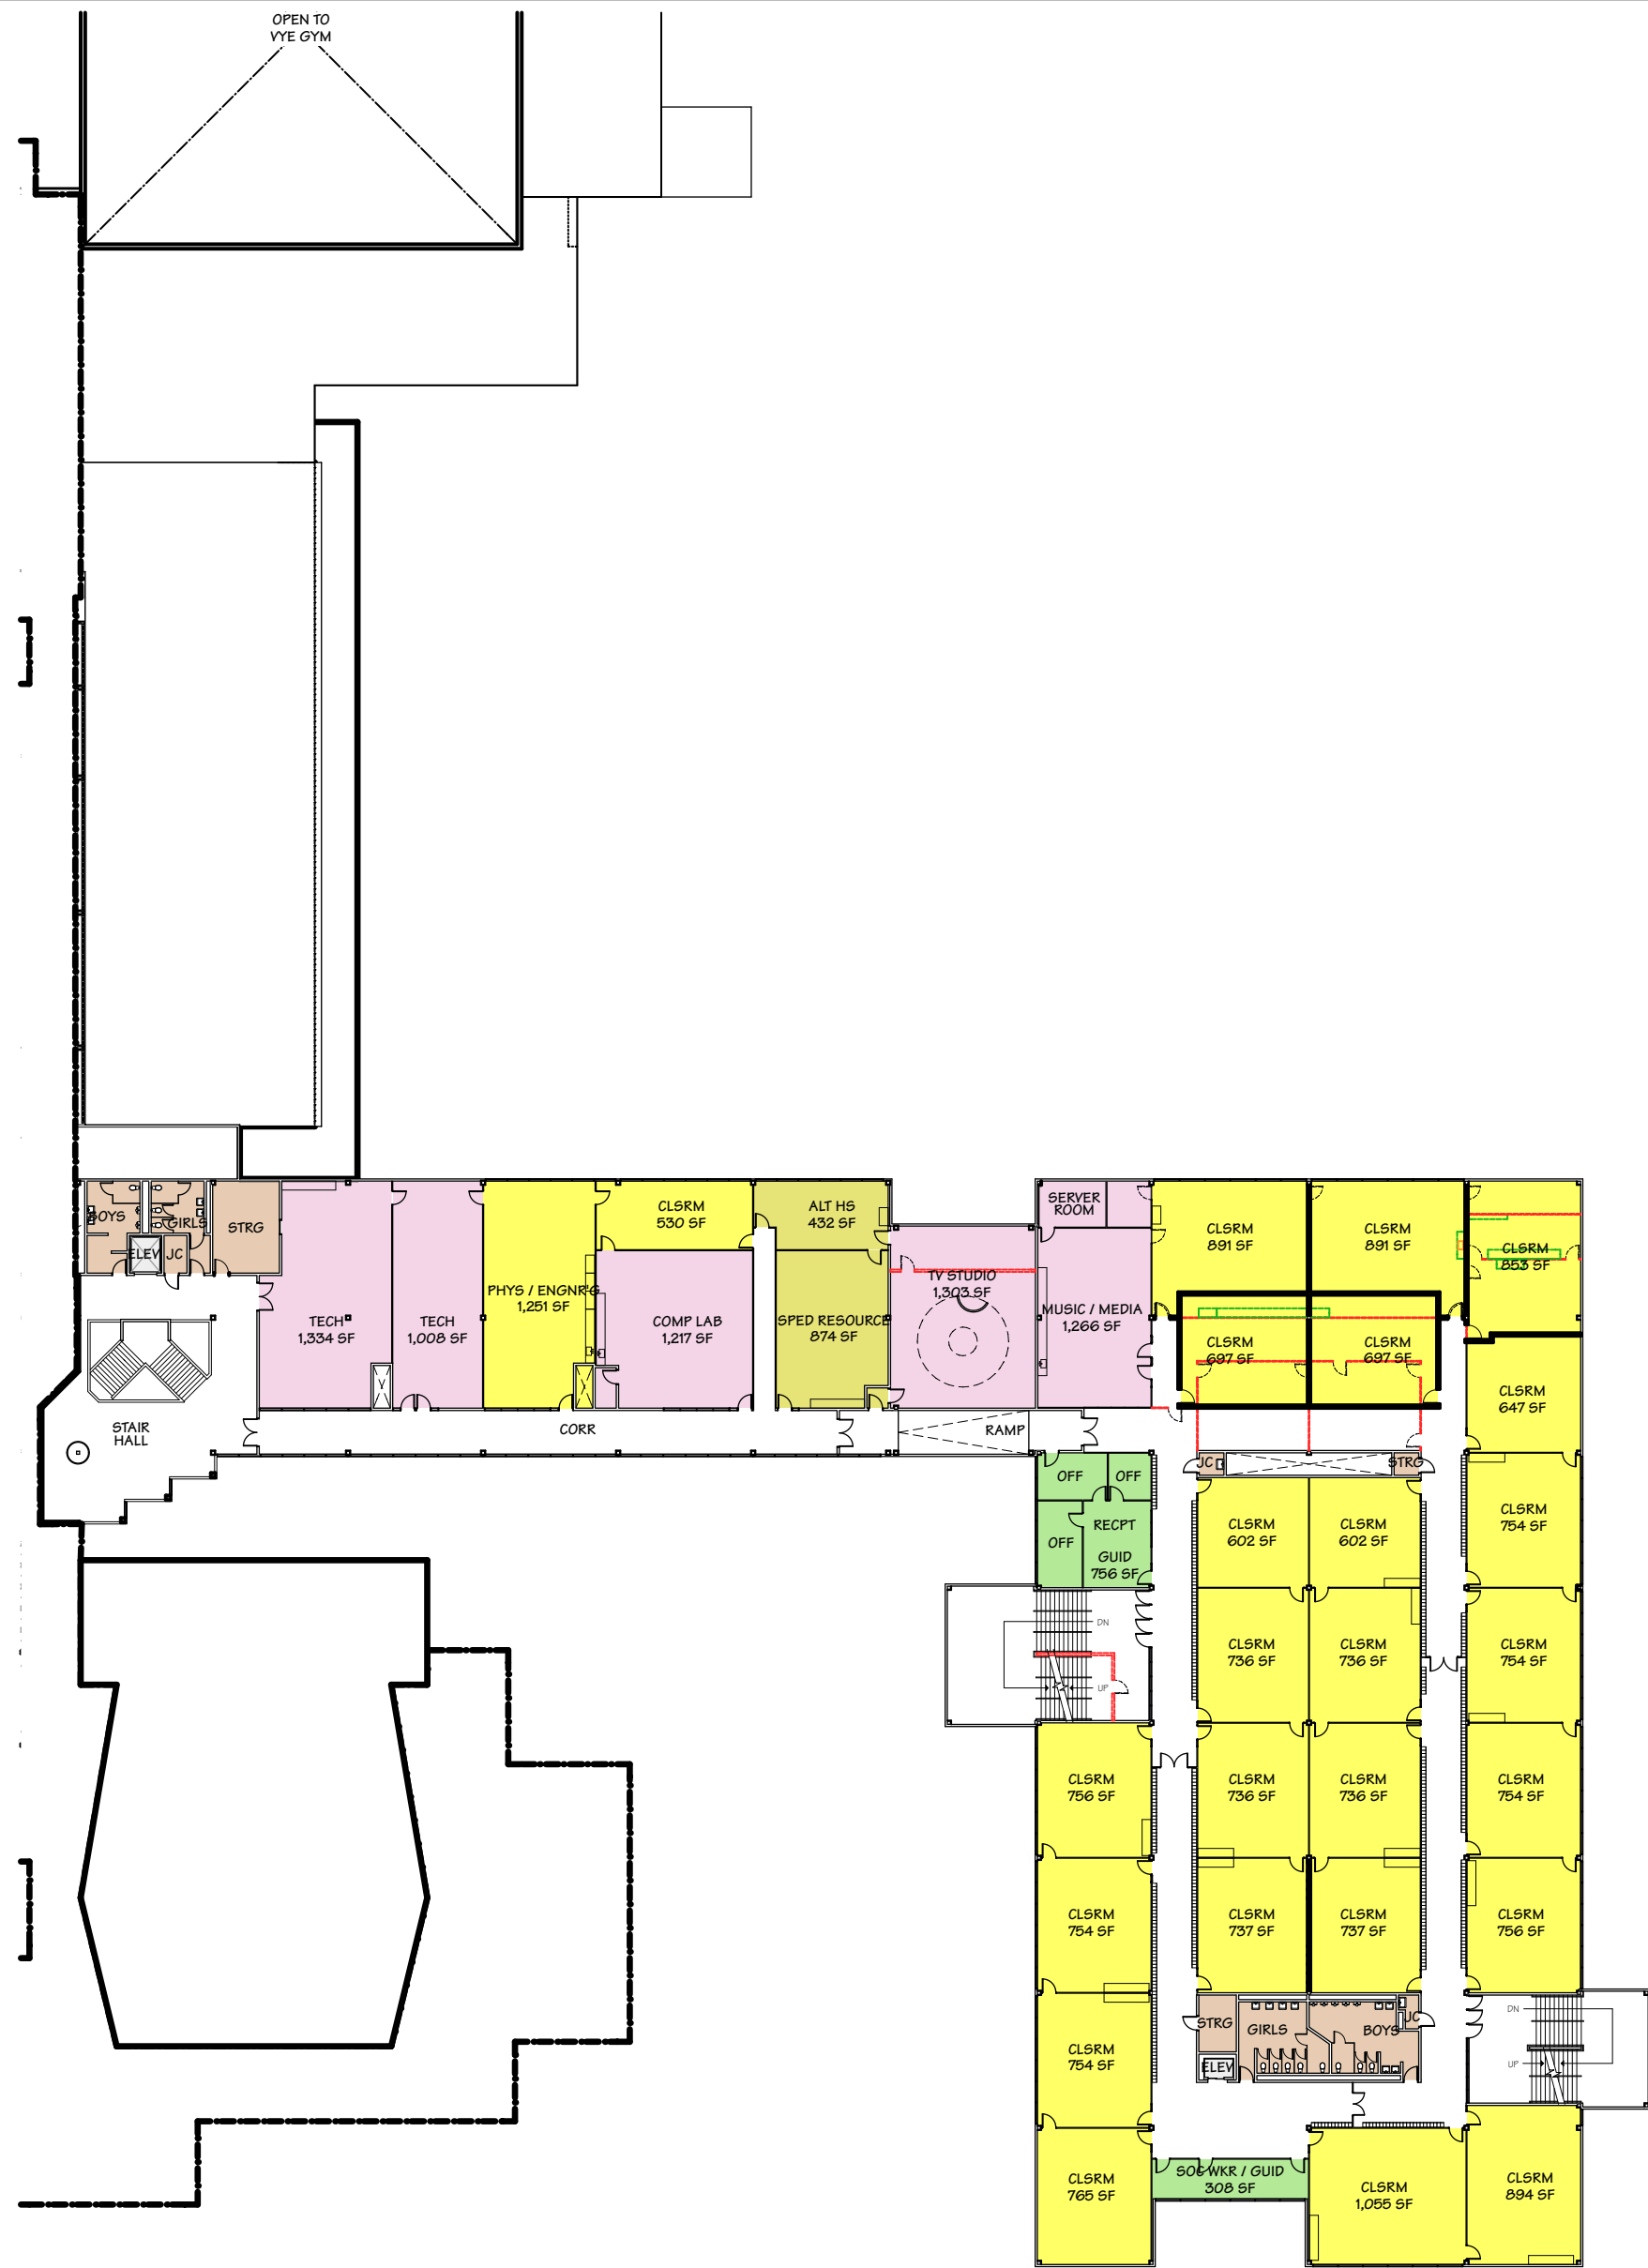 OPEN TO
VYE GYM
BOYS
GIRLS
STRG
ELEV
JC
TECH
1,334 SF
TECH
1,008 SF
PHYS / ENGNR'G
1,251 SF
CLSRM
530 SF
COMP LAB
1,217 SF
ALT HS
432 SF
SPED RESOURCE
874 SF
TV STUDIO
1,303 SF
SERVER
ROOM
MUSIC / MEDIA
1,266 SF
CLSRM
891 SF
CLSRM
891 SF
CLSRM
853 SF
CLSRM
697 SF
CLSRM
697 SF
CLSRM
647 SF
STAIR
HALL
CORR
RAMP
JC
STRG
OFF
OFF
OFF
RECPT
GUID
756 SF
CLSRM
602 SF
CLSRM
602 SF
CLSRM
754 SF
DN
UP
CLSRM
736 SF
CLSRM
736 SF
CLSRM
754 SF
CLSRM
756 SF
CLSRM
736 SF
CLSRM
736 SF
CLSRM
754 SF
CLSRM
754 SF
CLSRM
737 SF
CLSRM
737 SF
CLSRM
756 SF
CLSRM
754 SF
STRG
GIRLS
BOYS
JC
ELEV
DN
UP
CLSRM
765 SF
SOC WKR / GUID
308 SF
CLSRM
1,055 SF
CLSRM
894 SF